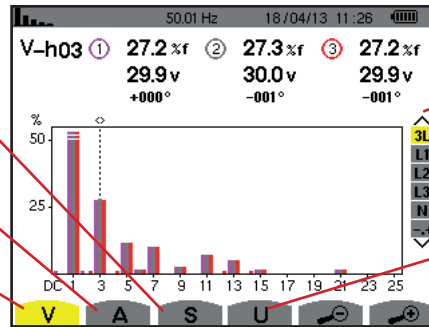 50.01 Hz 18/04/13 11:26
V-h03 1 27.2 %f 2 27.3 %f 3 27.2 %f
29.9 v 30.0 v 29.9 v
+000° -001° -001°
%
50
25
DC 1 3 5 7 9 11 13 15 17 19 21 23 25
3L
L1
L2
L3
N
V A S U